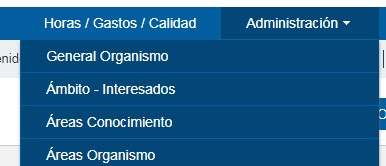 Horas / Gastos / Calidad Administración
General Organismo
Ámbito - Interesados
Áreas Conocimiento
Áreas Organismo